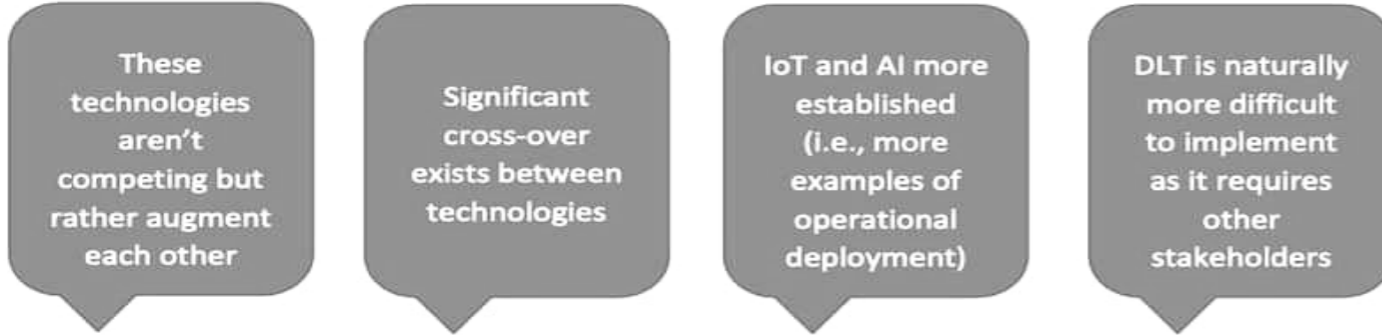 These
technologies
aren't
competing but
rather augment
each other
Significant
cross-over
exists between
technologies
IoT and AI more
established
(i.e., more
examples of
operational
deployment)
DLT is naturally
more difficult
to implement
as it requires
other
stakeholders